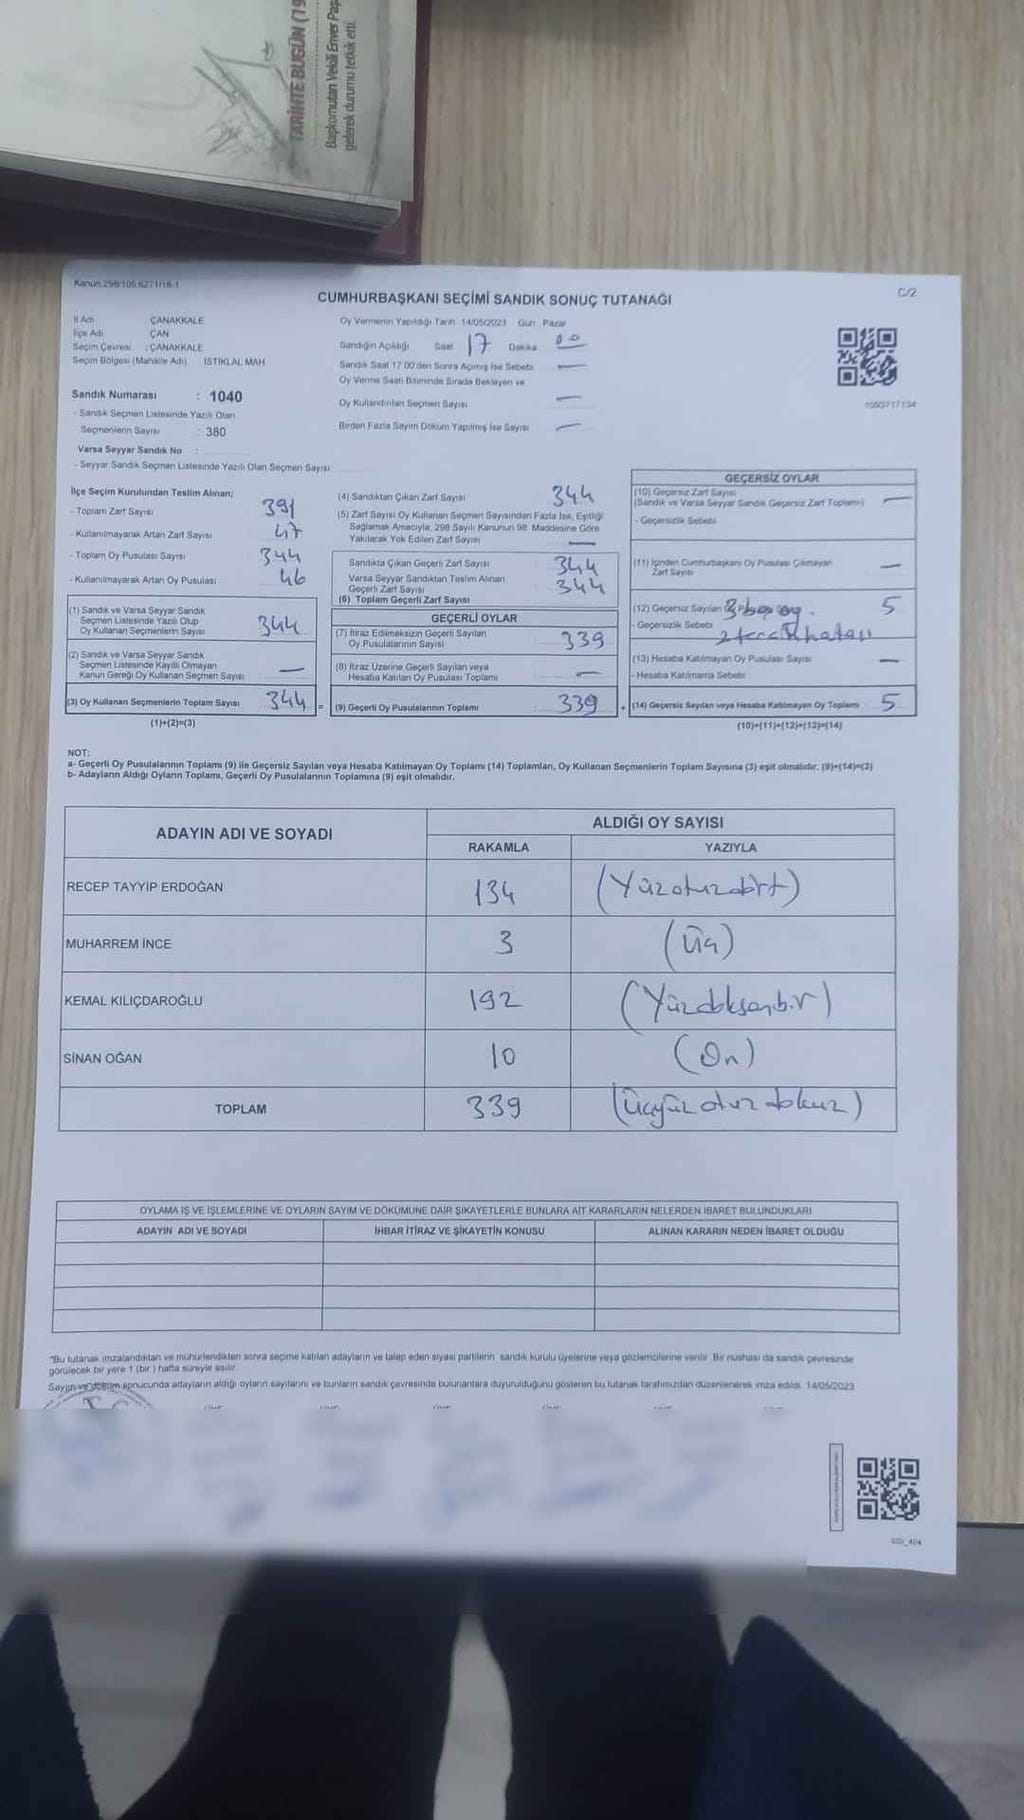 TARİHTE BUGÜN (19
Başkomutan Vekili Enver Paş
gelerek durumu tetkik etti.
Kanun 298/105.6271/18-1
C/2
CUMHURBAŞKANI SEÇİMİ SANDIK SONUÇ TUTANAĞI
İl Adı ÇANAKKALE
İlçe Adı ÇAN
Seçim Çevresi : ÇANAKKALE
Seçim Bölgesi (Mahalle Adı) İSTİKLAL MAH
Sandık Numarası : 1040
- Sandık Seçmen Listesinde Yazılı Olan
Seçmenlerin Sayısı : 380
Varsa Seyyar Sandık No :
- Seyyar Sandık Seçmen Listesinde Yazılı Olan Seçmen Sayısı:
Oy Vermenin Yapıldığı Tarih 14/05/2023 Gün Pazar
Sandığın Açıldığı Saat 17 Dakika 00
Sandık Saat 17.00'den Sonra Açılmış İse Sebebi —
Oy Verme Saati Bitiminde Sırada Bekleyen ve
Oy Kullandırılan Seçmen Sayısı —
Birden Fazla Sayım Döküm Yapılmış İse Sayısı —
1090717134
İlçe Seçim Kurulundan Teslim Alınan;
- Toplam Zarf Sayısı 391
- Kullanılmayarak Artan Zarf Sayısı 47
- Toplam Oy Pusulası Sayısı 344
- Kullanılmayarak Artan Oy Pusulası 46
(1) Sandık ve Varsa Seyyar Sandık
Seçmen Listesinde Yazılı Olup
Oy Kullanan Seçmenlerin Sayısı 344
(2) Sandık ve Varsa Seyyar Sandık
Seçmen Listesinde Kayıtlı Olmayan
Kanun Gereği Oy Kullanan Seçmen Sayısı —
(3) Oy Kullanan Seçmenlerin Toplam Sayısı 344 =
(1)+(2)=(3)
(4) Sandıktan Çıkan Zarf Sayısı 344
(5) Zarf Sayısı Oy Kullanan Seçmen Sayısından Fazla İse, Eşitliği
Sağlamak Amacıyla, 298 Sayılı Kanunun 98. Maddesine Göre
Yakılarak Yok Edilen Zarf Sayısı —
Sandıkta Çıkan Geçerli Zarf Sayısı 344
Varsa Seyyar Sandıktan Teslim Alınan
Geçerli Zarf Sayısı 344
(6) Toplam Geçerli Zarf Sayısı
GEÇERLİ OYLAR
(7) İtiraz Edilmeksizin Geçerli Sayılan
Oy Pusulalarının Sayısı 339
(8) İtiraz Üzerine Geçerli Sayılan veya
Hesaba Katılan Oy Pusulası Toplamı —
(9) Geçerli Oy Pusulalarının Toplamı : 339 +
GEÇERSİZ OYLAR
(10) Geçersiz Zarf Sayısı
(Sandık ve Varsa Seyyar Sandık Geçersiz Zarf Toplamı) —
- Geçersizlik Sebebi
(11) İçinden Cumhurbaşkanı Oy Pusulası Çıkmayan
Zarf Sayısı —
(12) Geçersiz Sayılan 3 boş oy. 5
- Geçersizlik Sebebi 2 tercih hatası
(13) Hesaba Katılmayan Oy Pusulası Sayısı —
- Hesaba Katılmama Sebebi
(14) Geçersiz Sayılan veya Hesaba Katılmayan Oy Toplamı 5
(10)+(11)+(12)+(13)=(14)
NOT:
a- Geçerli Oy Pusulalarının Toplamı (9) ile Geçersiz Sayılan veya Hesaba Katılmayan Oy Toplamı (14) Toplamları, Oy Kullanan Seçmenlerin Toplam Sayısına (3) eşit olmalıdır. (9)+(14)=(3)
b- Adayların Aldığı Oyların Toplamı, Geçerli Oy Pusulalarının Toplamına (9) eşit olmalıdır.
ADAYIN ADI VE SOYADI ALDIĞI OY SAYISI
RAKAMLA YAZIYLA
RECEP TAYYİP ERDOĞAN 134 (Yüzotuzdört)
MUHARREM İNCE 3 (Üç)
KEMAL KILIÇDAROĞLU 192 (Yüzdoksanbir)
SİNAN OĞAN 10 (On)
TOPLAM 339 (Üçyüz otuz dokuz)
OYLAMA İŞ VE İŞLEMLERİNE VE OYLARIN SAYIM VE DÖKÜMÜNE DAİR ŞİKAYETLERLE BUNLARA AİT KARARLARIN NELERDEN İBARET BULUNDUKLARI
ADAYIN ADI VE SOYADI İHBAR İTİRAZ VE ŞİKAYETİN KONUSU ALINAN KARARIN NEDEN İBARET OLDUĞU
"Bu tutanak imzalandıktan ve mühürlendikten sonra seçime katılan adayların ve talep eden siyasi partilerin sandık kurulu üyelerine veya gözlemcilerine verilir. Bir nüshası da sandık çevresinde
görülecek bir yere 1 (bir) hafta süreyle asılır.
Sayım ve döküm sonucunda adayların aldığı oyların sayılarını ve bunların sandık çevresinde bulunanlara duyurulduğunu gösteren bu tutanak tarafımızdan düzenlenerek imza edildi. 14/05/2023